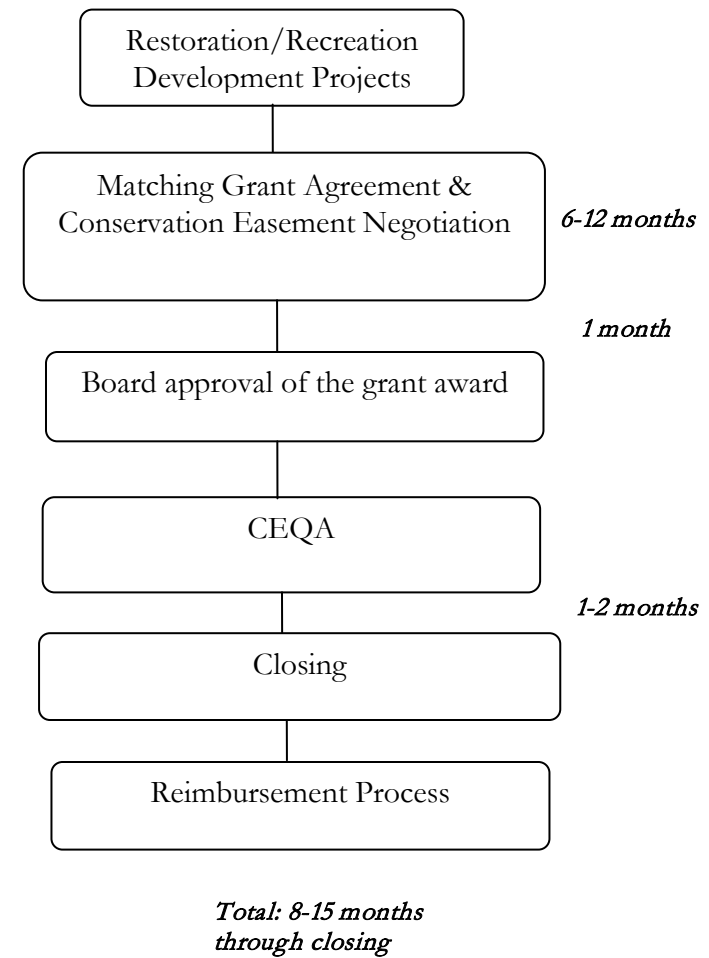 Restoration/Recreation
Development Projects
Matching Grant Agreement &
Conservation Easement Negotiation
6-12 months
1 month
Board approval of the grant award
CEQA
1-2 months
Closing
Reimbursement Process
Total: 8-15 months
through closing